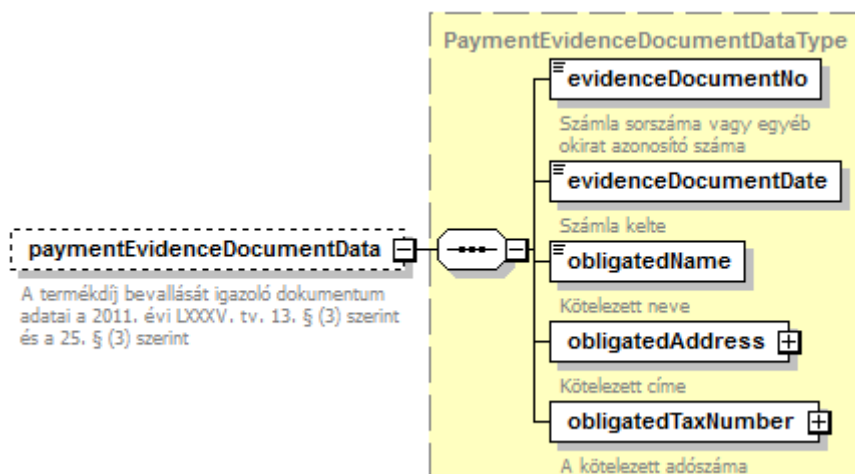 PaymentEvidenceDocumentDataType
evidenceDocumentNo
Számla sorszáma vagy egyéb
okirat azonosító száma
evidenceDocumentDate
Számla kelte
paymentEvidenceDocumentData
A termékdíj bevallását igazoló dokumentum
adatai a 2011. évi LXXXV. tv. 13. § (3) szerint
és a 25. § (3) szerint
obligatedName
Kötelezett neve
obligatedAddress
Kötelezett címe
obligatedTaxNumber
A kötelezett adószáma